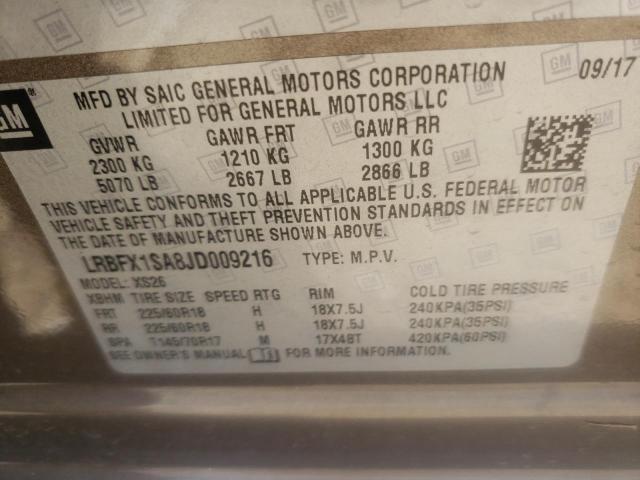 GM
MFD BY SAIC GENERAL MOTORS CORPORATION 09/17
LIMITED FOR GENERAL MOTORS LLC
GVWR GAWR FRT GAWR RR
2300 KG 1210 KG 1300 KG
5070 LB 2667 LB 2866 LB
THIS VEHICLE CONFORMS TO ALL APPLICABLE U.S. FEDERAL MOTOR
VEHICLE SAFETY AND THEFT PREVENTION STANDARDS IN EFFECT ON
THE DATE OF MANUFACTURE SHOWN ABOVE.
LRBFX1SA8JD009216 TYPE: M.P.V.
MODEL: XS26
XBHM TIRE SIZE SPEED RTG RIM COLD TIRE PRESSURE
FRT 225/60R18 H 18X7.5J 240KPA(35PSI)
RR 225/60R18 H 18X7.5J 240KPA(35PSI)
SPA T145/70R17 M 17X4BT 420KPA(60PSI)
SEE OWNER'S MANUAL FOR MORE INFORMATION.